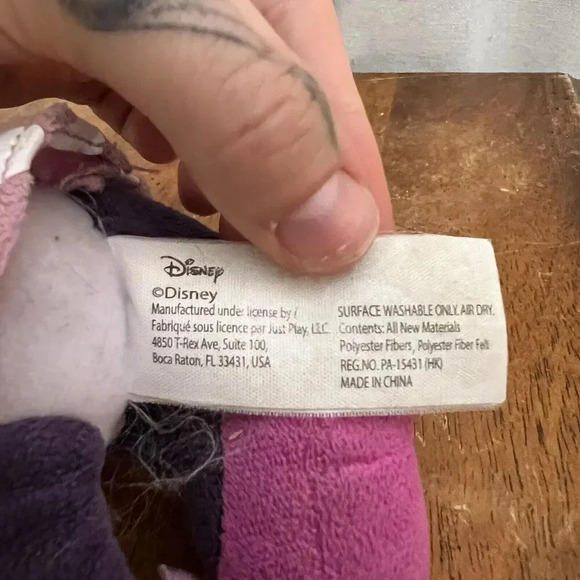 Disney
©Disney
Manufactured under license by /
Fabriqué sous licence par Just Play, LLC
4850 T-Rex Ave, Suite 100,
Boca Raton, FL 33431, USA
SURFACE WASHABLE ONLY. AIR DRY.
Contents: All New Materials
Polyester Fibers, Polyester Fiber Felt
REG.NO. PA-15431 (HK)
MADE IN CHINA